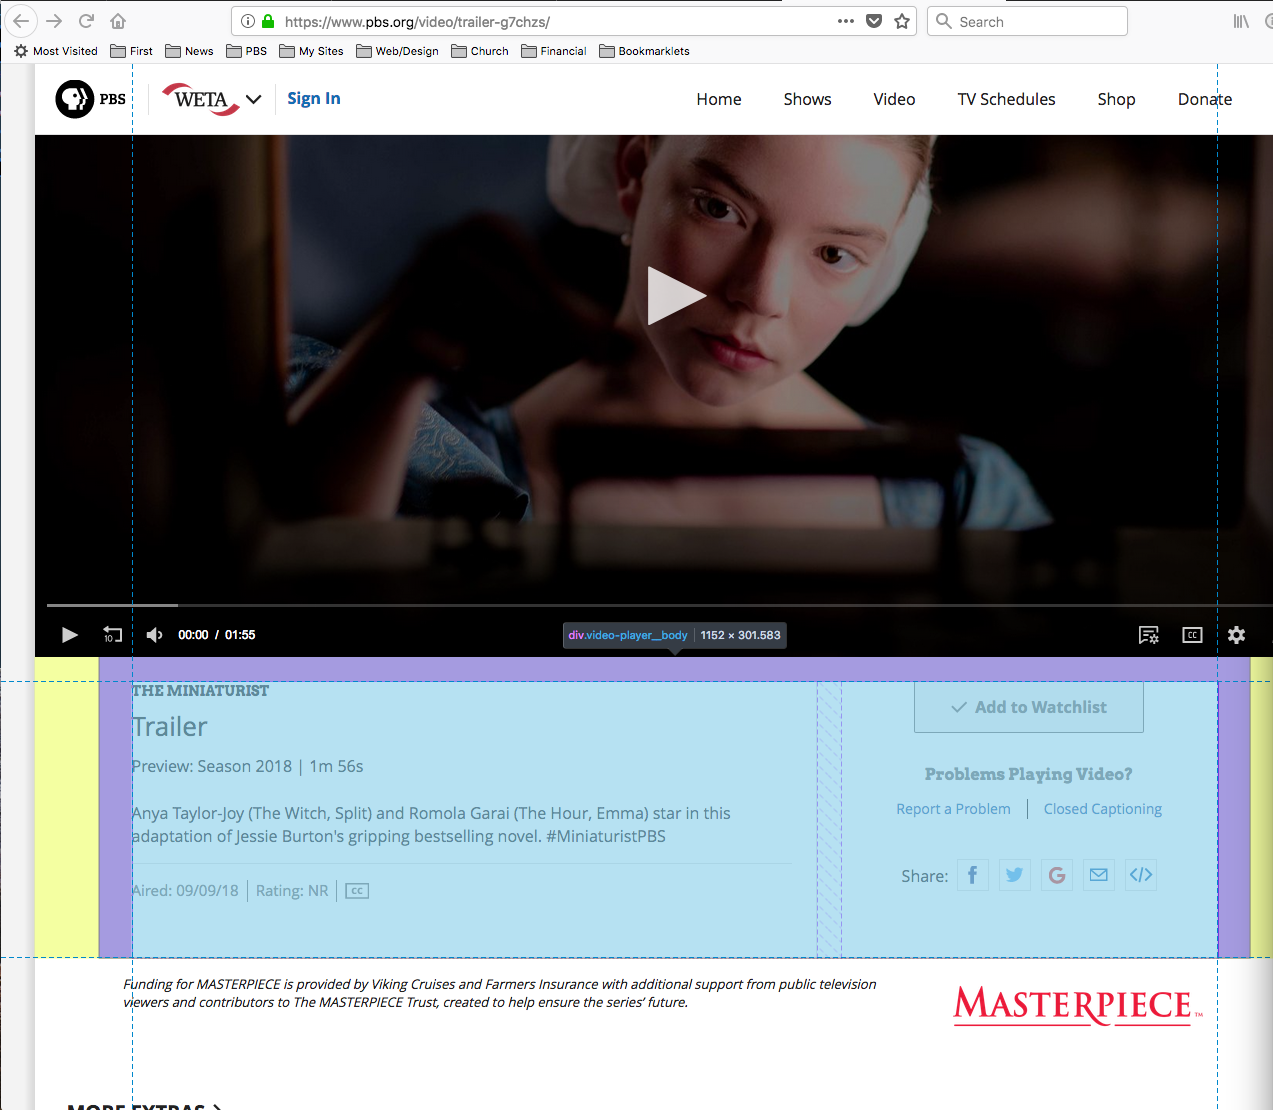 https://www.pbs.org/video/trailer-g7chzs/
Search
Most Visited First News PBS My Sites Web/Design Church Financial Bookmarklets
PBS WETA Sign In Home Shows Video TV Schedules Shop Donate
10 00:00 / 01:55 div.video-player__body 1152 × 301.583 CC
THE MINIATURIST
Trailer
Preview: Season 2018 | 1m 56s
Anya Taylor-Joy (The Witch, Split) and Romola Garai (The Hour, Emma) star in this
adaptation of Jessie Burton's gripping bestselling novel. #MiniaturistPBS
Aired: 09/09/18 Rating: NR CC
Add to Watchlist
Problems Playing Video?
Report a Problem Closed Captioning
Share:
Funding for MASTERPIECE is provided by Viking Cruises and Farmers Insurance with additional support from public television
viewers and contributors to The MASTERPIECE Trust, created to help ensure the series’ future.
MASTERPIECE™
MORE EXTRAS